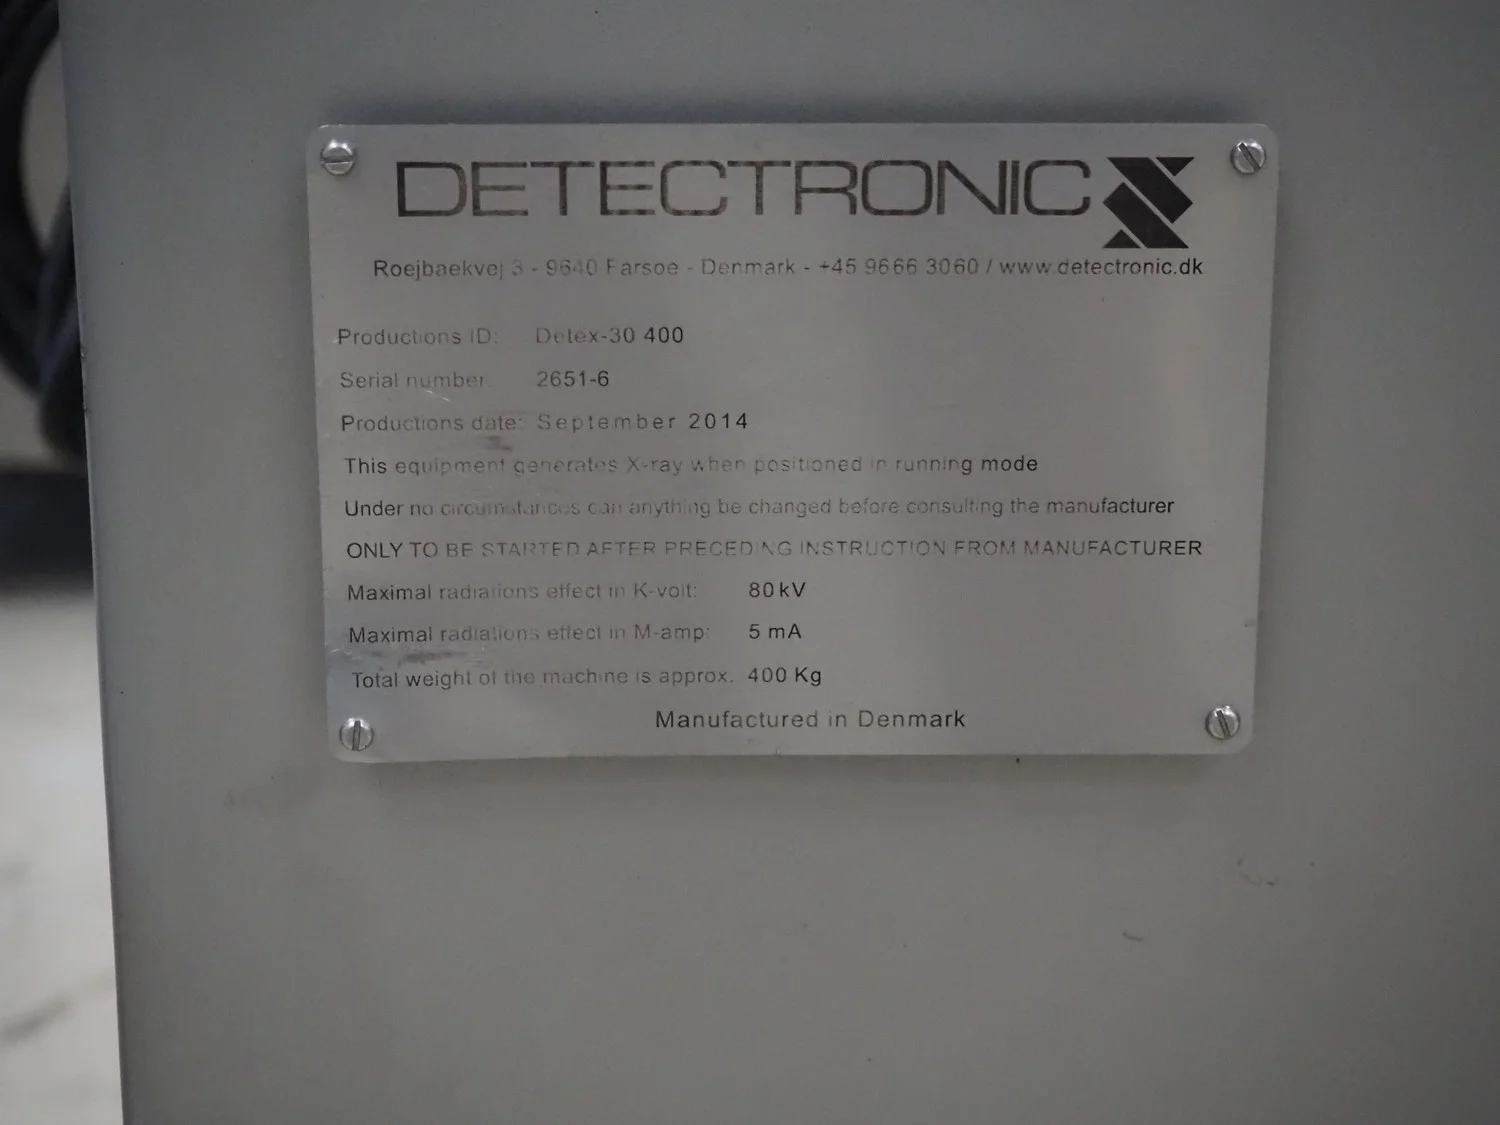 DETECTRONIC
Roejbaekvej 3 - 9640 Farsoe - Denmark - +45 9666 3060 / www.detectronic.dk
Productions ID: Detex-30 400
Serial number 2651-6
Productions date: September 2014
This equipment generates X-ray when positioned in running mode
Under no circumstances can anything be changed before consulting the manufacturer
ONLY TO BE STARTED AFTER PRECEDING INSTRUCTION FROM MANUFACTURER
Maximal radiations effect in K-volt: 80 kV
Maximal radiations effect in M-amp: 5 mA
Total weight of the machine is approx. 400 Kg
Manufactured in Denmark